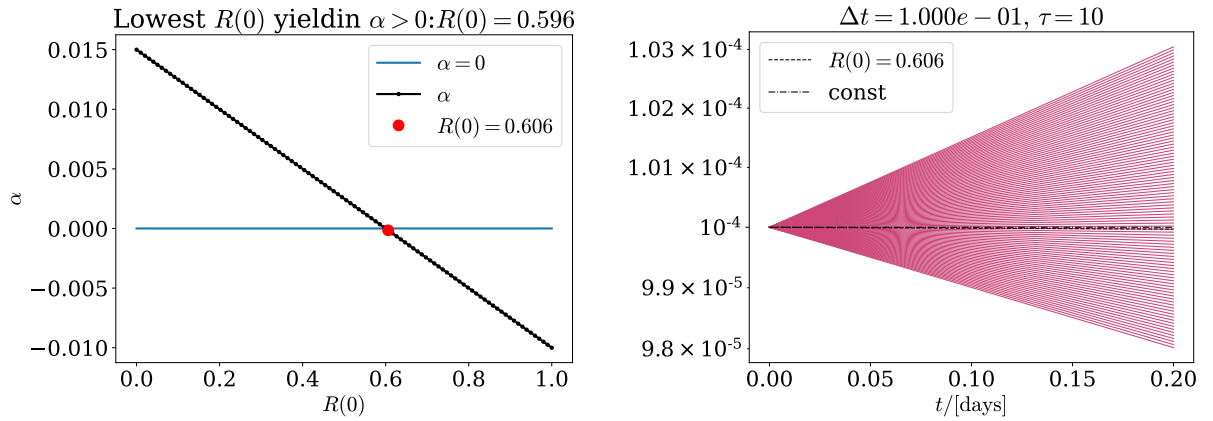 Lowest R(0) yieldin α > 0:R(0) = 0.596
0.015
0.010
0.005
0.000
−0.005
−0.010
α
α = 0
α
R(0) = 0.606
0.0 0.2 0.4 0.6 0.8 1.0
R(0)
Δt = 1.000e − 01, τ = 10
1.03 × 10⁻⁴
1.02 × 10⁻⁴
1.01 × 10⁻⁴
10⁻⁴
9.9 × 10⁻⁵
9.8 × 10⁻⁵
R(0) = 0.606
const
0.00 0.05 0.10 0.15 0.20
t/[days]